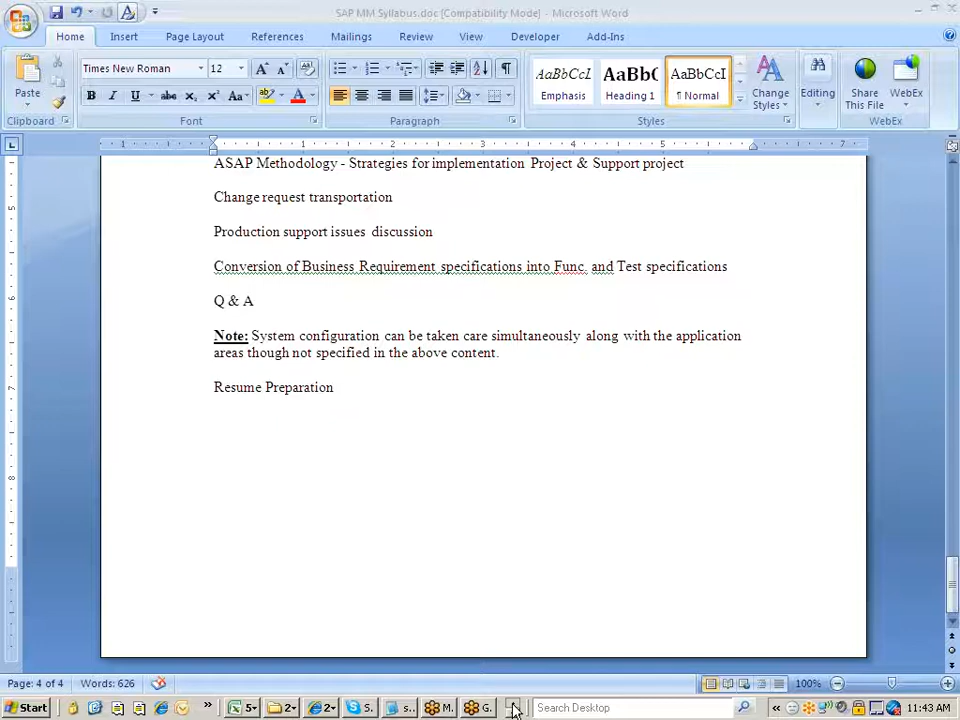 SAP MM Syllabus.doc [Compatibility Mode] - Microsoft Word
Home Insert Page Layout References Mailings Review View Developer Add-Ins
Times New Roman 12
Paste
AaBbCcI AaBbC AaBbCcI
Emphasis Heading 1 ¶ Normal
Change Styles Editing Share This File WebEx
Clipboard Font Paragraph Styles WebEx
ASAP Methodology - Strategies for implementation Project & Support project
Change request transportation
Production support issues discussion
Conversion of Business Requirement specifications into Func. and Test specifications
Q & A
Note: System configuration can be taken care simultaneously along with the application
areas though not specified in the above content.
Resume Preparation
Page: 4 of 4 Words: 626 100%
Start 5 2 2 S. s... M. G. Search Desktop 11:43 AM